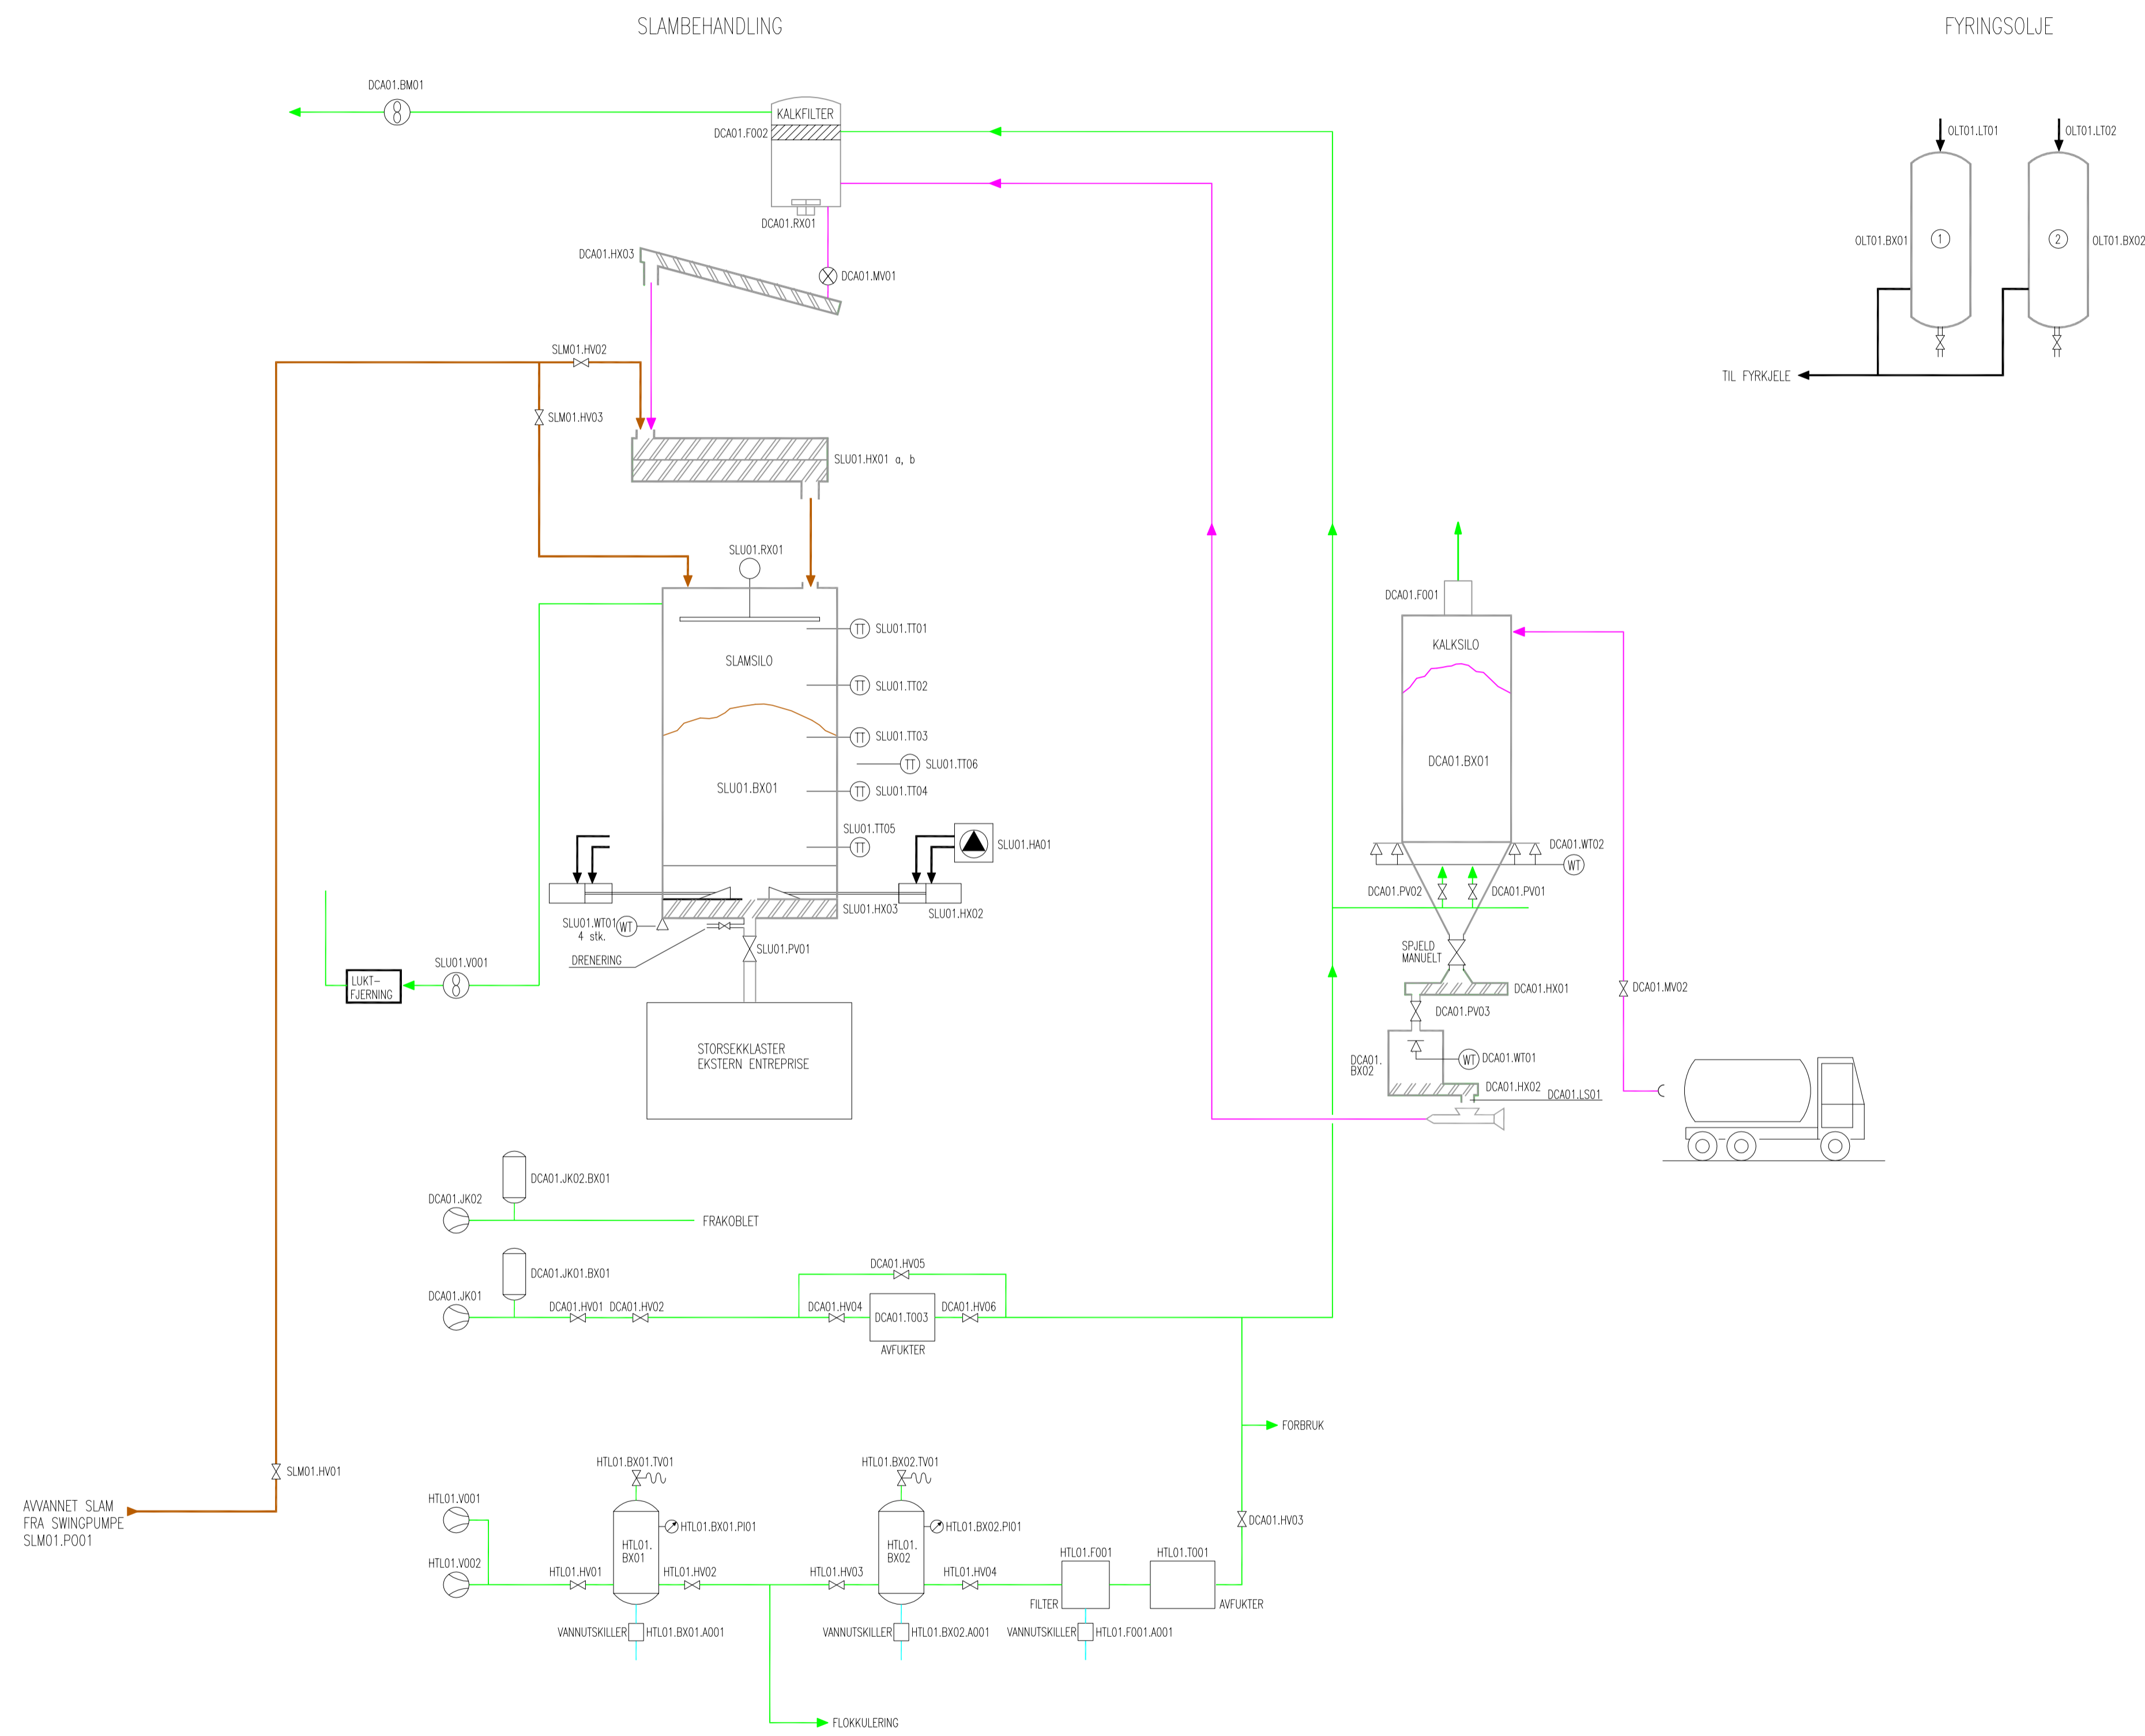 SLAMBEHANDLING
FYRINGSOLJE
DCA01.BM01
KALKFILTER
DCA01.F002
DCA01.RX01
DCA01.HX03
DCA01.MV01
OLT01.LT01
OLT01.LT02
OLT01.BX01
1
2
OLT01.BX02
TIL FYRKJELE
SLM01.HV02
SLM01.HV03
SLU01.HX01 a, b
SLU01.RX01
SLAMSILO
TT SLU01.TT01
TT SLU01.TT02
TT SLU01.TT03
TT SLU01.TT06
SLU01.BX01
TT SLU01.TT04
SLU01.TT05
TT
SLU01.HA01
SLU01.HX03
SLU01.HX02
SLU01.WT01
4 stk.
WT
DRENERING
SLU01.PV01
SLU01.V001
LUKT-
FJERNING
STORSEKKLASTER
EKSTERN ENTREPRISE
DCA01.F001
KALKSILO
DCA01.BX01
DCA01.WT02
WT
DCA01.PV02
DCA01.PV01
SPJELD
MANUELT
DCA01.HX01
DCA01.MV02
DCA01.PV03
DCA01.
BX02
WT DCA01.WT01
DCA01.HX02
DCA01.LS01
DCA01.JK02.BX01
DCA01.JK02
FRAKOBLET
DCA01.JK01.BX01
DCA01.JK01
DCA01.HV01
DCA01.HV02
DCA01.HV05
DCA01.HV04
DCA01.T003
DCA01.HV06
AVFUKTER
FORBRUK
SLM01.HV01
AVVANNET SLAM
FRA SWINGPUMPE
SLM01.P001
HTL01.V001
HTL01.V002
HTL01.HV01
HTL01.BX01.TV01
HTL01.BX01.PI01
HTL01.
BX01
HTL01.HV02
VANNUTSKILLER
HTL01.BX01.A001
HTL01.HV03
HTL01.BX02.TV01
HTL01.BX02.PI01
HTL01.
BX02
HTL01.HV04
VANNUTSKILLER
HTL01.BX02.A001
HTL01.F001
FILTER
VANNUTSKILLER
HTL01.F001.A001
HTL01.T001
AVFUKTER
DCA01.HV03
FLOKKULERING